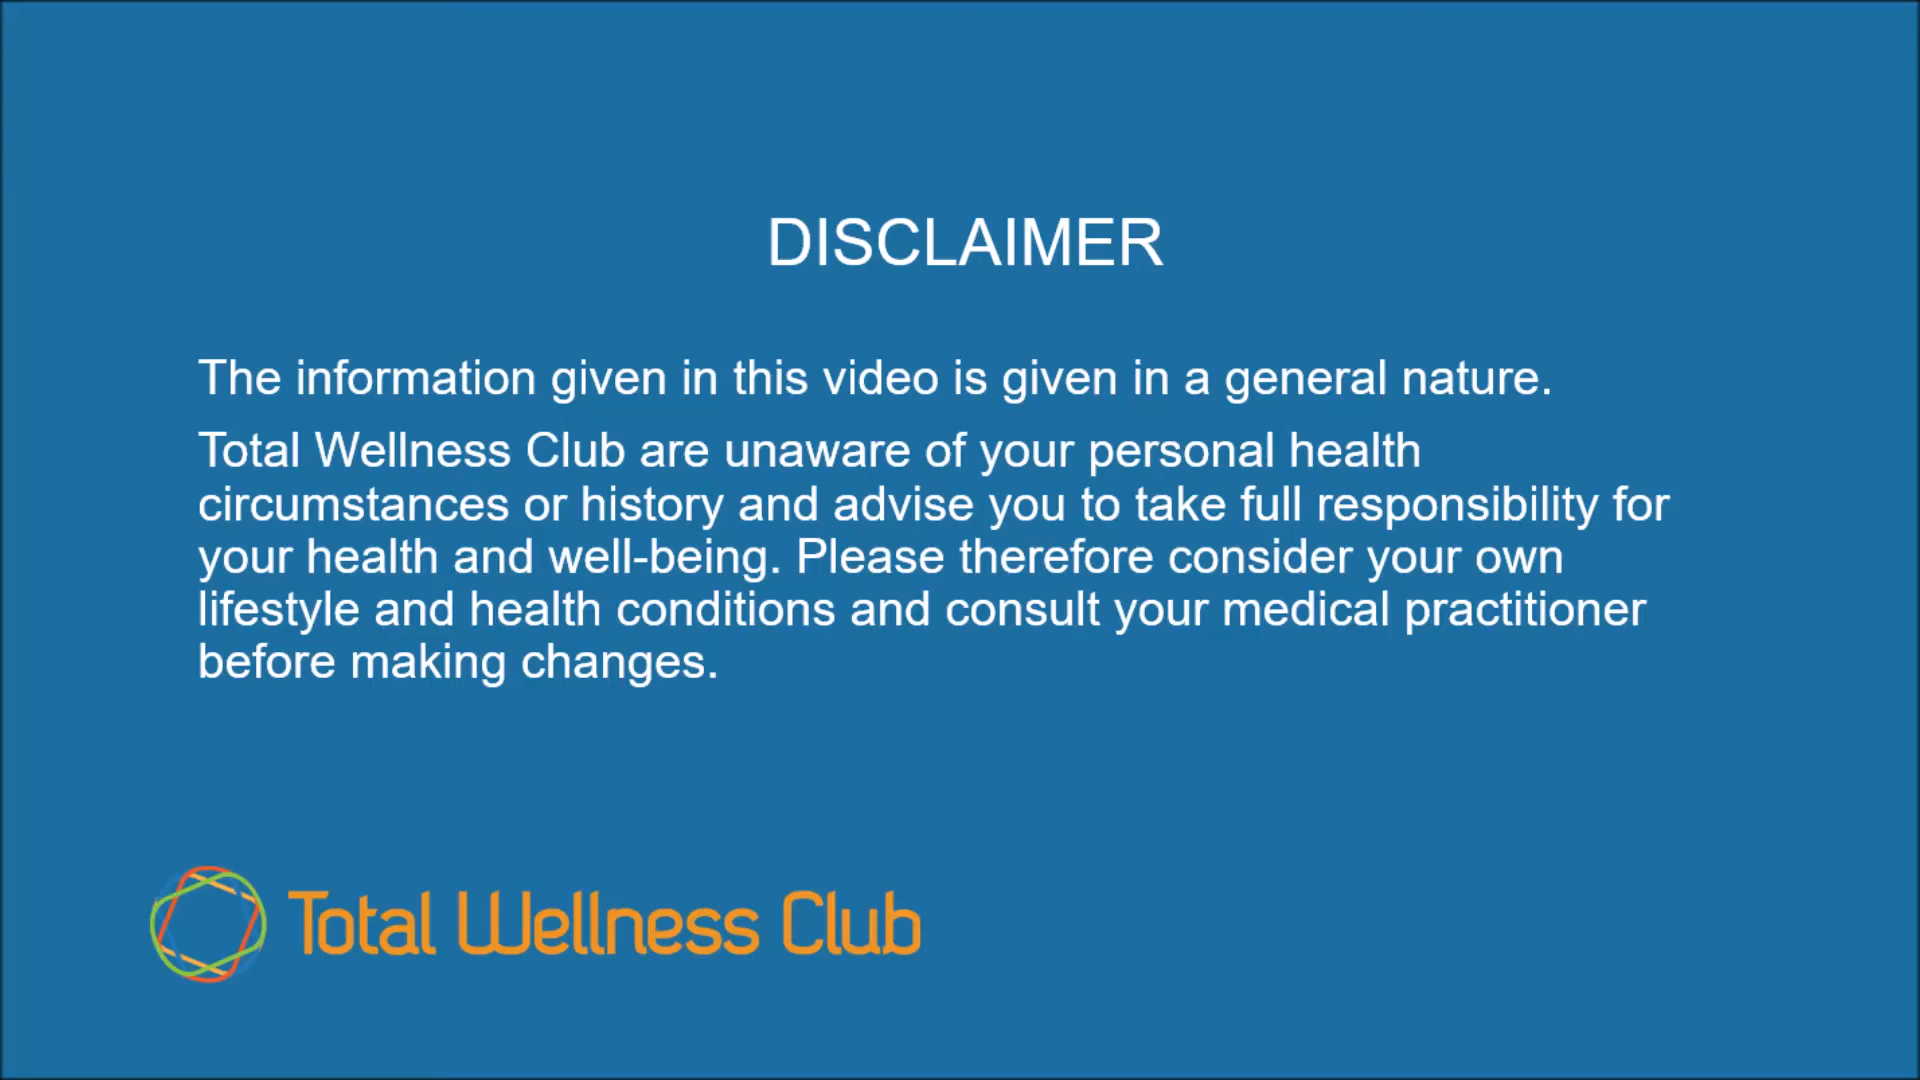 DISCLAIMER
The information given in this video is given in a general nature.
Total Wellness Club are unaware of your personal health
circumstances or history and advise you to take full responsibility for
your health and well-being. Please therefore consider your own
lifestyle and health conditions and consult your medical practitioner
before making changes.
Total Wellness Club